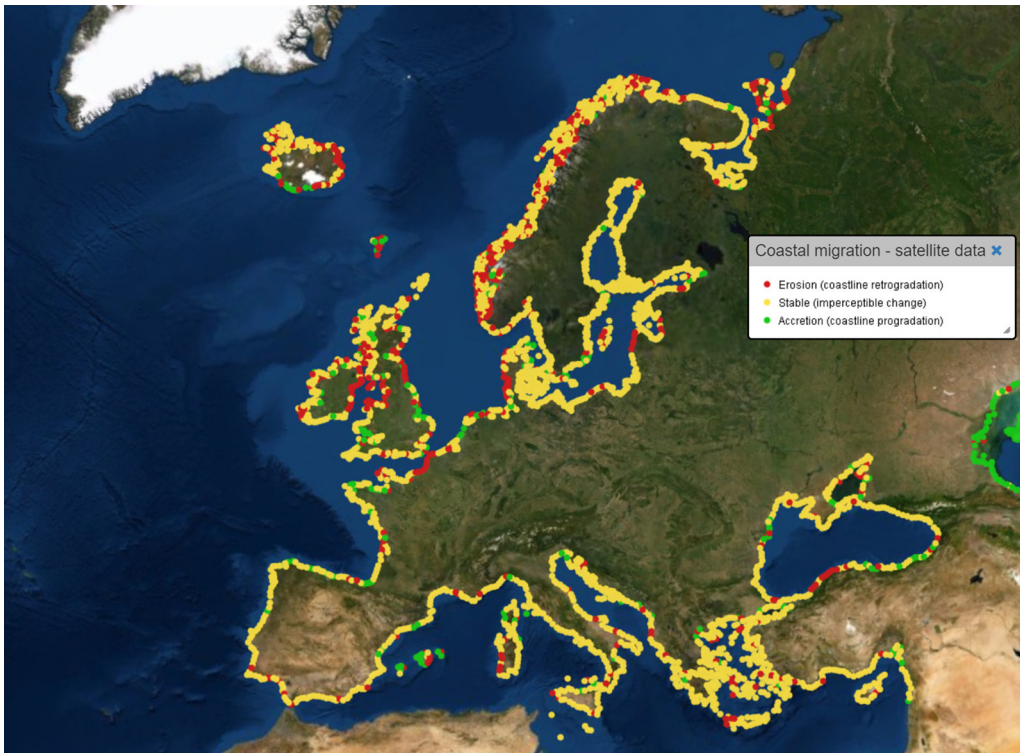 Coastal migration - satellite data ✖
Erosion (coastline retrogradation)
Stable (imperceptible change)
Accretion (coastline progradation)